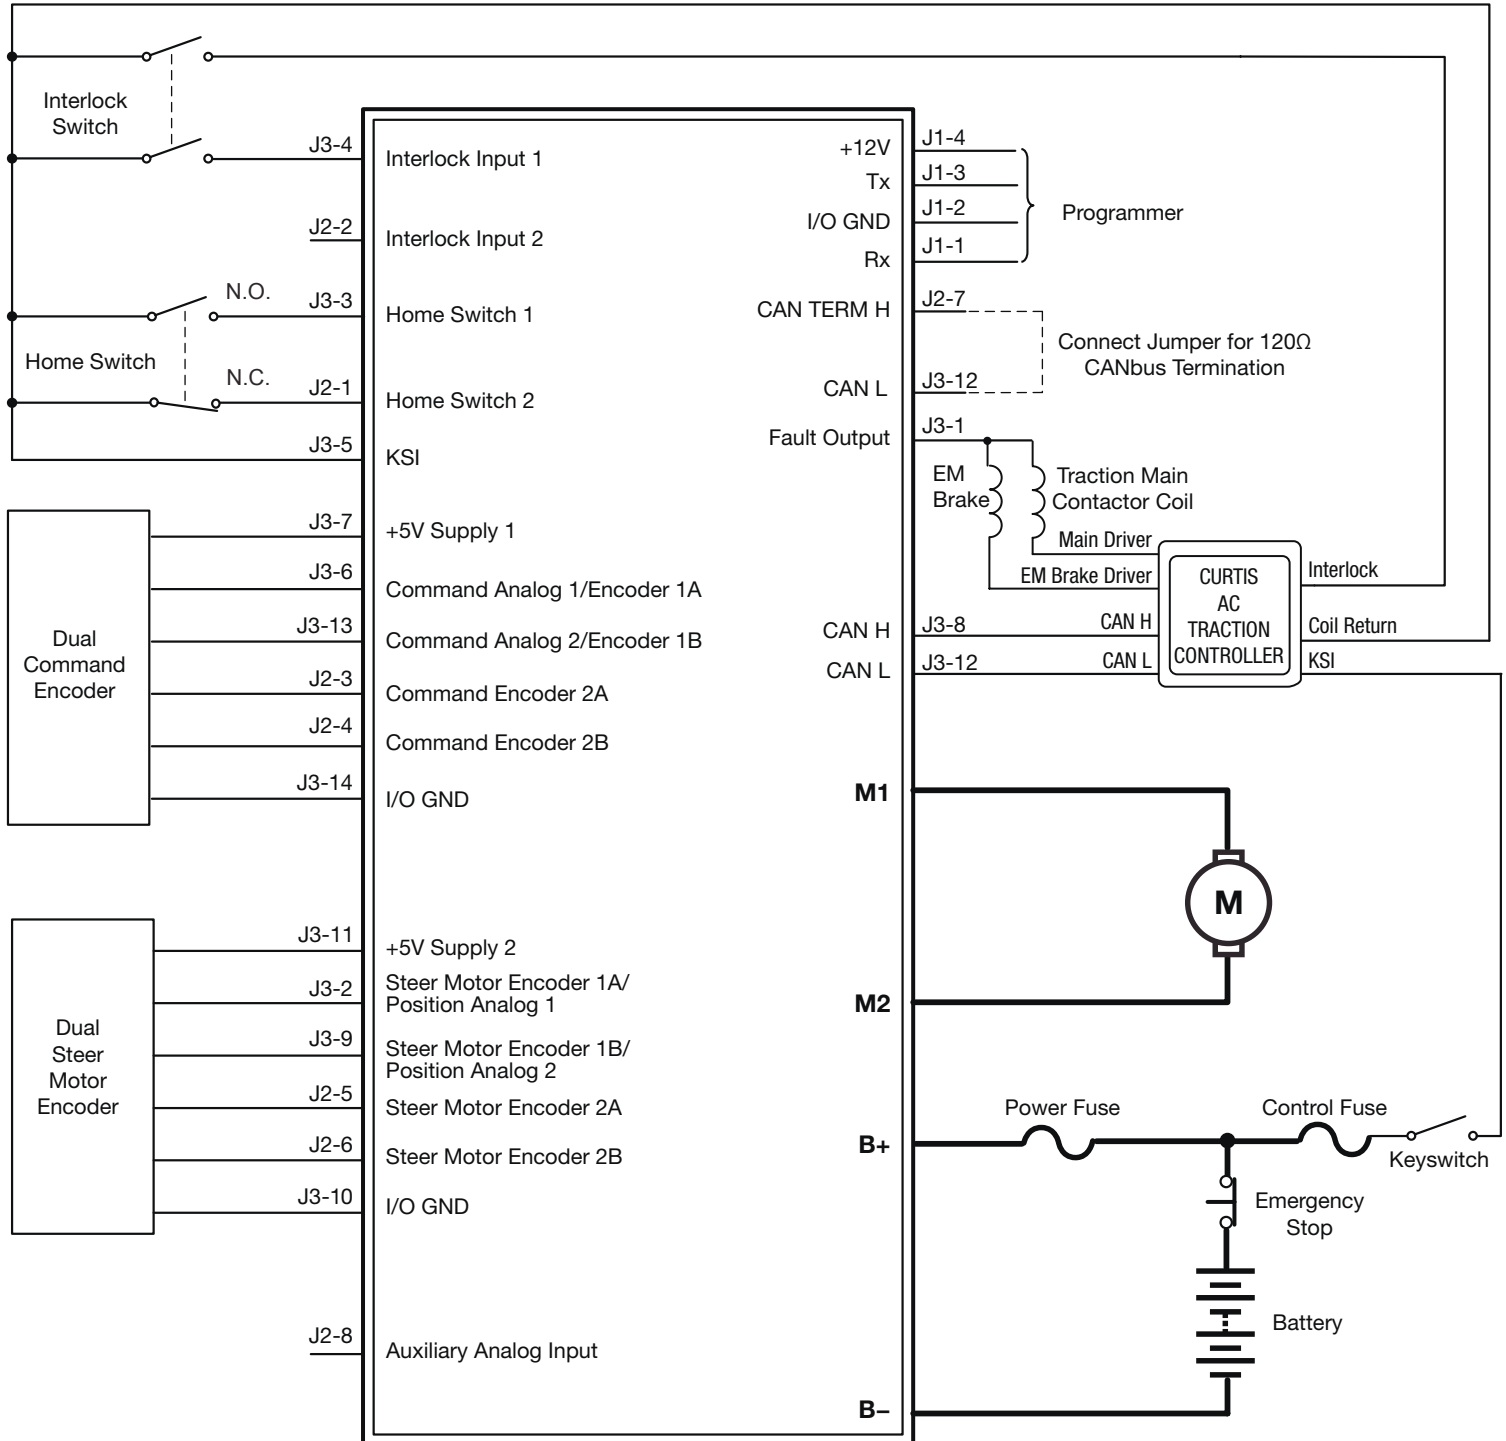 Interlock
Switch
J3-4
Interlock Input 1
J2-2
Interlock Input 2
N.O.
J3-3
Home Switch 1
Home Switch
N.C.
J2-1
Home Switch 2
J3-5
KSI
Dual
Command
Encoder
J3-7
+5V Supply 1
J3-6
Command Analog 1/Encoder 1A
J3-13
Command Analog 2/Encoder 1B
J2-3
Command Encoder 2A
J2-4
Command Encoder 2B
J3-14
I/O GND
Dual
Steer
Motor
Encoder
J3-11
+5V Supply 2
J3-2
Steer Motor Encoder 1A/
Position Analog 1
J3-9
Steer Motor Encoder 1B/
Position Analog 2
J2-5
Steer Motor Encoder 2A
J2-6
Steer Motor Encoder 2B
J3-10
I/O GND
J2-8
Auxiliary Analog Input
+12V
J1-4
Tx
J1-3
I/O GND
J1-2
Rx
J1-1
Programmer
CAN TERM H
J2-7
Connect Jumper for 120Ω
CANbus Termination
CAN L
J3-12
Fault Output
J3-1
EM
Brake
Traction Main
Contactor Coil
Main Driver
EM Brake Driver
CAN H
J3-8
CAN H
CAN L
J3-12
CAN L
CURTIS
AC
TRACTION
CONTROLLER
Interlock
Coil Return
KSI
M1
M
M2
B+
Power Fuse
Control Fuse
Keyswitch
Emergency
Stop
Battery
B–